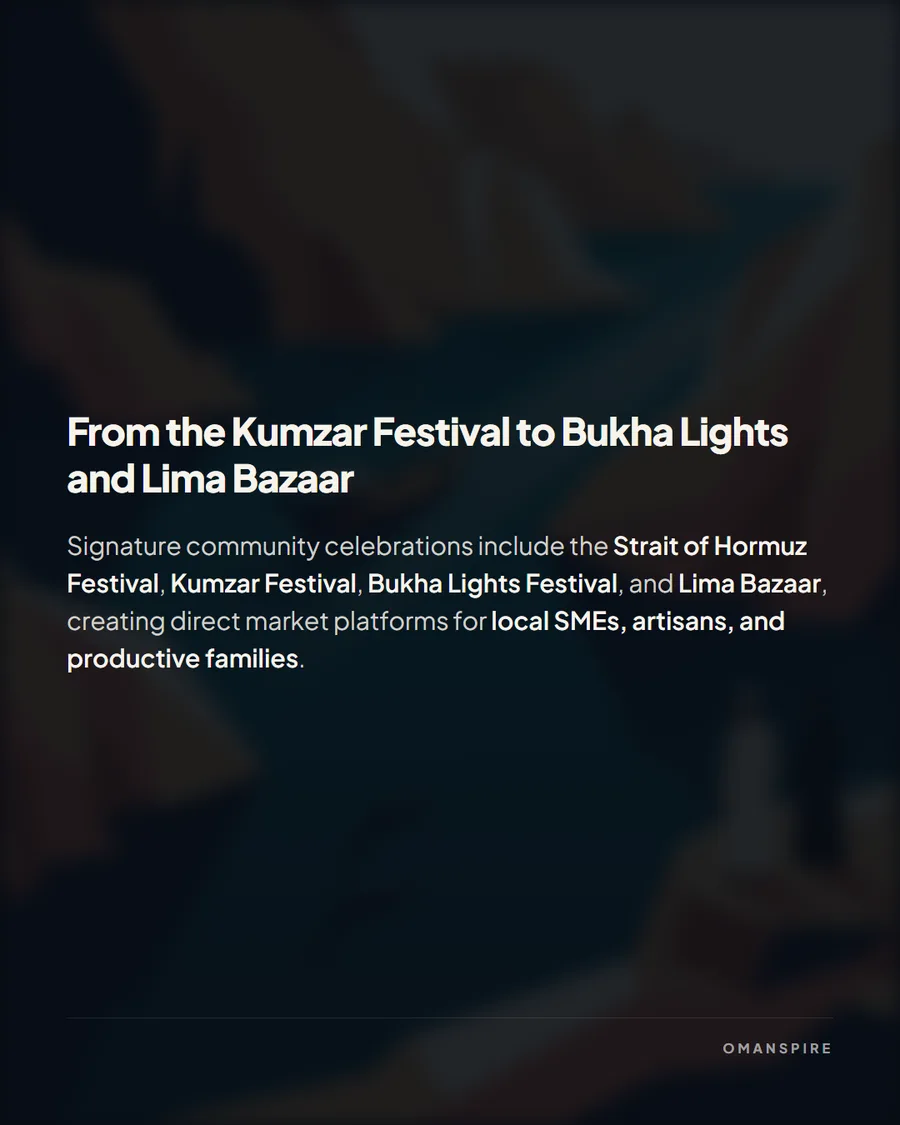 From the Kumzar Festival to Bukha Lights
and Lima Bazaar
Signature community celebrations include the Strait of Hormuz
Festival, Kumzar Festival, Bukha Lights Festival, and Lima Bazaar,
creating direct market platforms for local SMEs, artisans, and
productive families.
OMANSPIRE